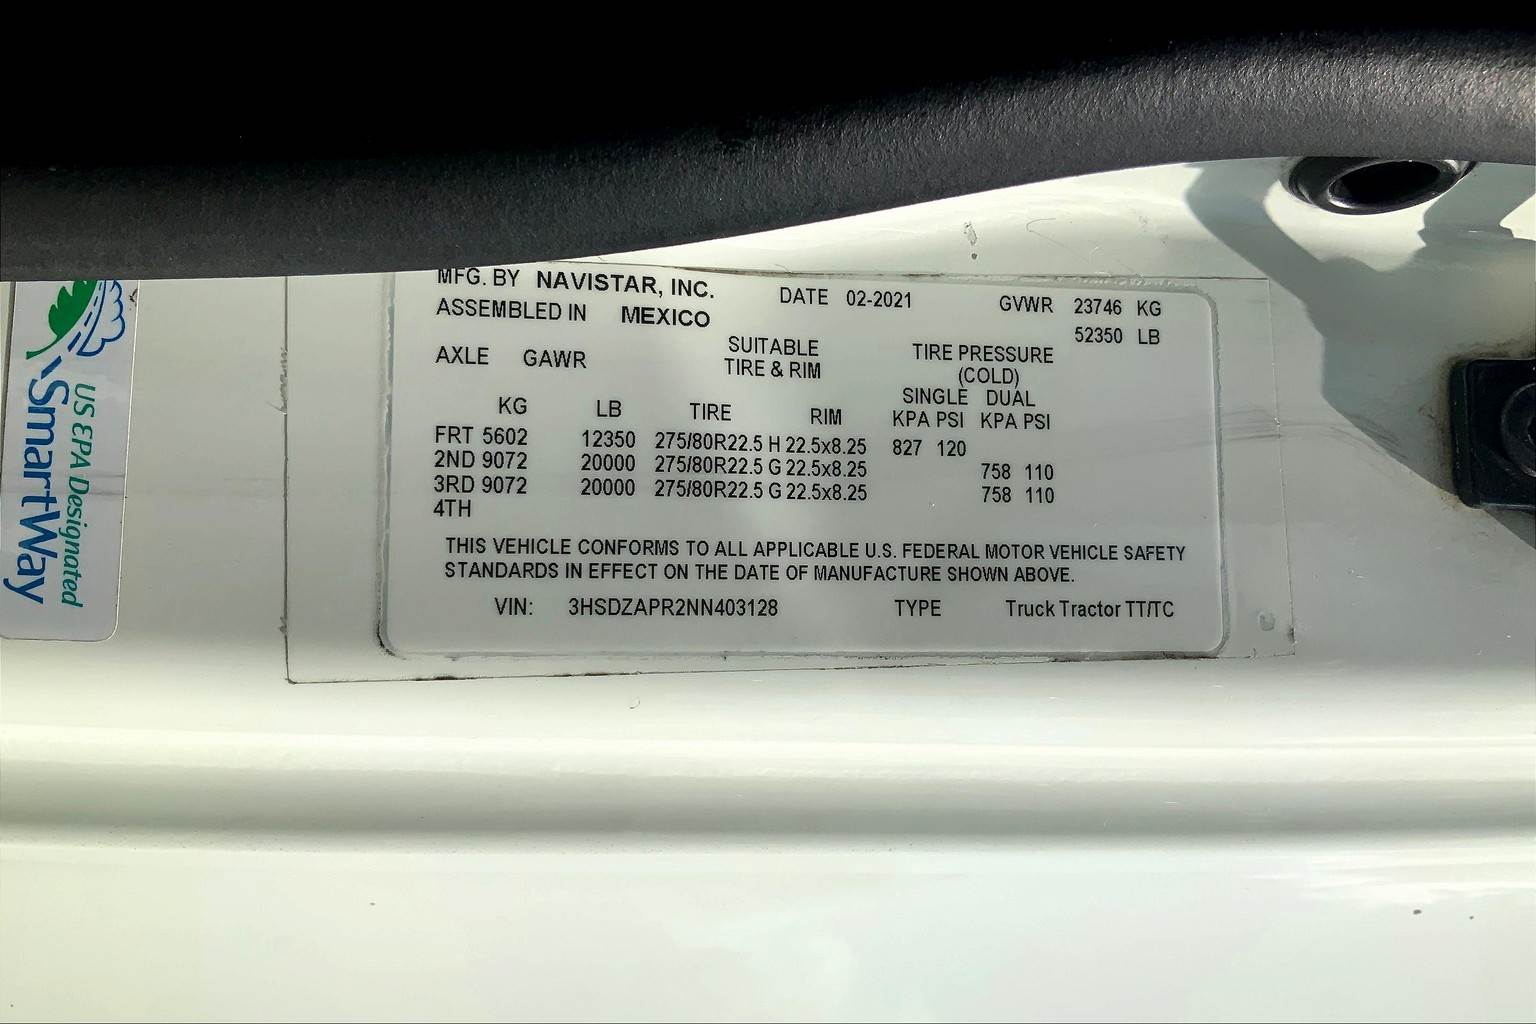 MFG. BY NAVISTAR, INC. DATE 02-2021 GVWR 23746 KG
ASSEMBLED IN MEXICO 52350 LB
AXLE GAWR SUITABLE TIRE PRESSURE
TIRE & RIM (COLD)
SINGLE DUAL
KG LB TIRE RIM KPA PSI KPA PSI
FRT 5602 12350 275/80R22.5 H 22.5x8.25 827 120
2ND 9072 20000 275/80R22.5 G 22.5x8.25 758 110
3RD 9072 20000 275/80R22.5 G 22.5x8.25 758 110
4TH
THIS VEHICLE CONFORMS TO ALL APPLICABLE U.S. FEDERAL MOTOR VEHICLE SAFETY
STANDARDS IN EFFECT ON THE DATE OF MANUFACTURE SHOWN ABOVE.
VIN: 3HSDZAPR2NN403128 TYPE Truck Tractor TT/TC
US EPA Designated
SmartWay